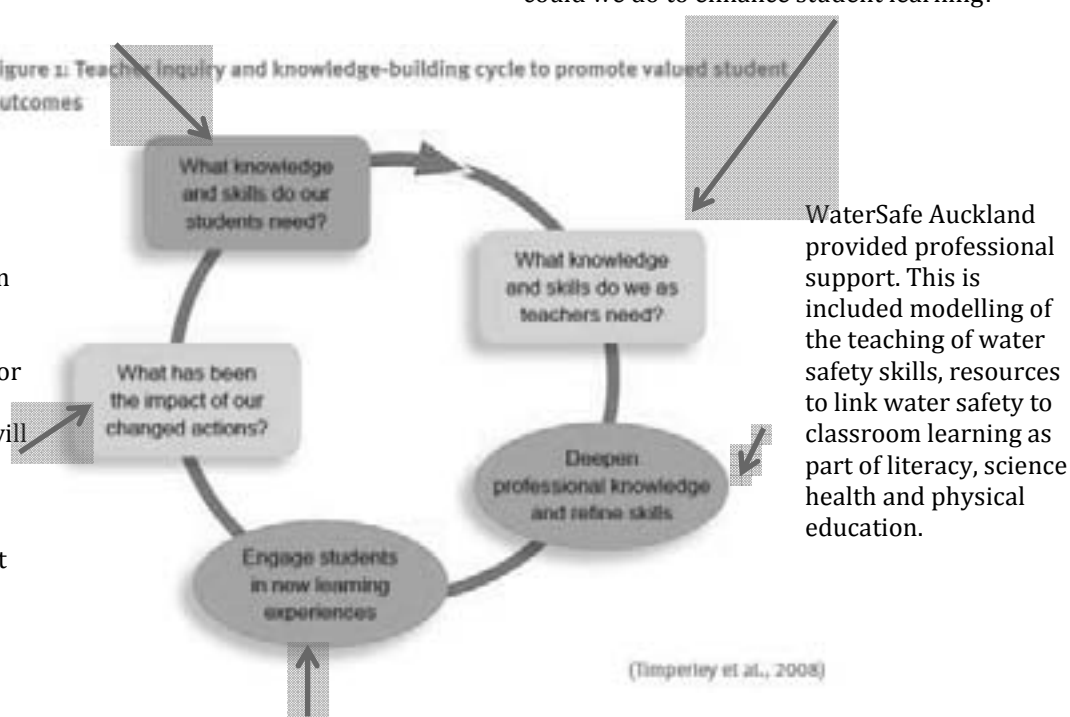 could we do to enhance student learning?
igure 1: Teacher inquiry and knowledge-building cycle to promote valued student
utcomes
What knowledge
and skills do our
students need?
What knowledge
and skills do we as
teachers need?
WaterSafe Auckland
provided professional
support. This is
included modelling of
the teaching of water
safety skills, resources
to link water safety to
classroom learning as
part of literacy, science
health and physical
education.
n
or
will
t
What has been
the impact of our
changed actions?
Deepen
professional knowledge
and refine skills
Engage students
in new learning
experiences
(Timperley et al., 2008)